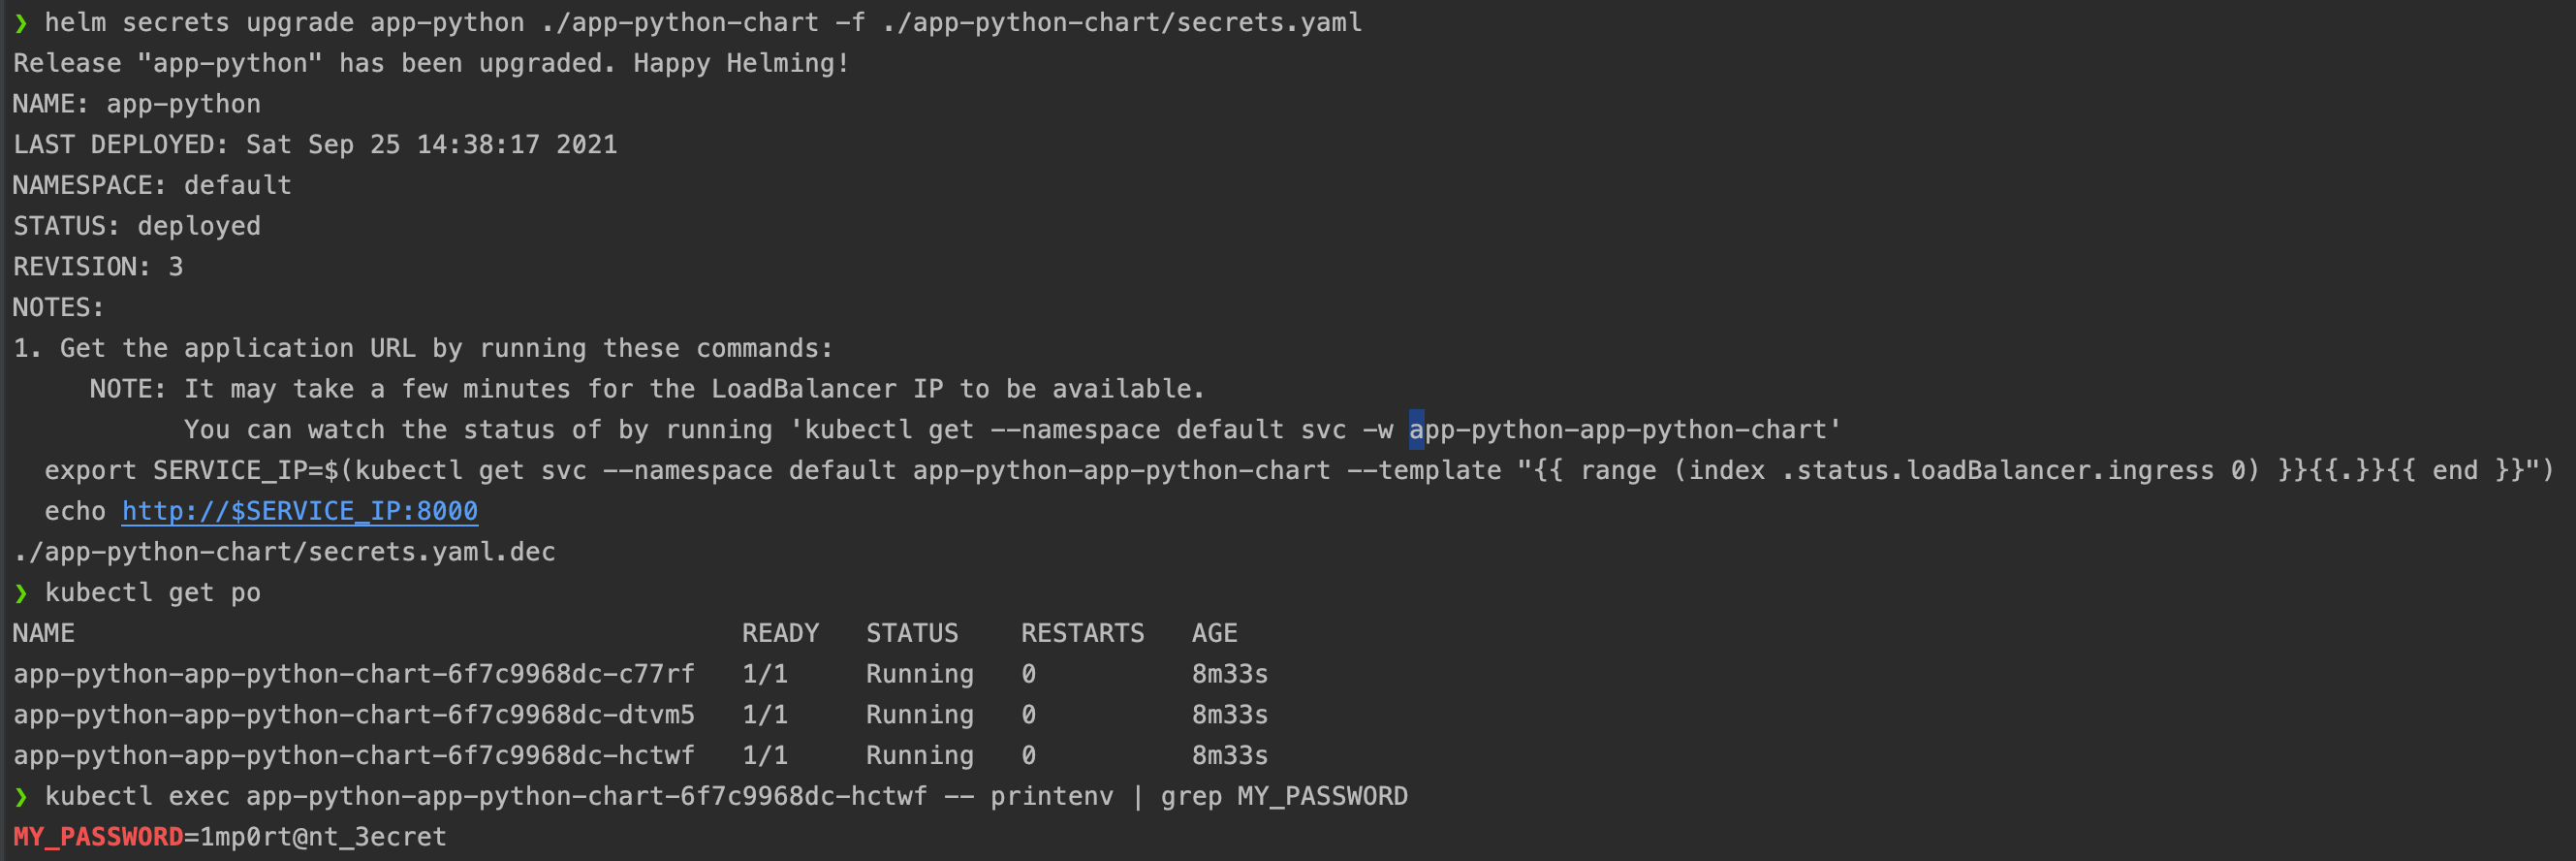 ❯ helm secrets upgrade app-python ./app-python-chart -f ./app-python-chart/secrets.yaml
Release "app-python" has been upgraded. Happy Helming!
NAME: app-python
LAST DEPLOYED: Sat Sep 25 14:38:17 2021
NAMESPACE: default
STATUS: deployed
REVISION: 3
NOTES:
1. Get the application URL by running these commands:
     NOTE: It may take a few minutes for the LoadBalancer IP to be available.
           You can watch the status of by running 'kubectl get --namespace default svc -w app-python-app-python-chart'
  export SERVICE_IP=$(kubectl get svc --namespace default app-python-app-python-chart --template "{{ range (index .status.loadBalancer.ingress 0) }}{{.}}{{ end }}")
  echo http://$SERVICE_IP:8000
./app-python-chart/secrets.yaml.dec
❯ kubectl get po
NAME                                           READY   STATUS    RESTARTS   AGE
app-python-app-python-chart-6f7c9968dc-c77rf   1/1     Running   0          8m33s
app-python-app-python-chart-6f7c9968dc-dtvm5   1/1     Running   0          8m33s
app-python-app-python-chart-6f7c9968dc-hctwf   1/1     Running   0          8m33s
❯ kubectl exec app-python-app-python-chart-6f7c9968dc-hctwf -- printenv | grep MY_PASSWORD
MY_PASSWORD=1mp0rt@nt_3ecret